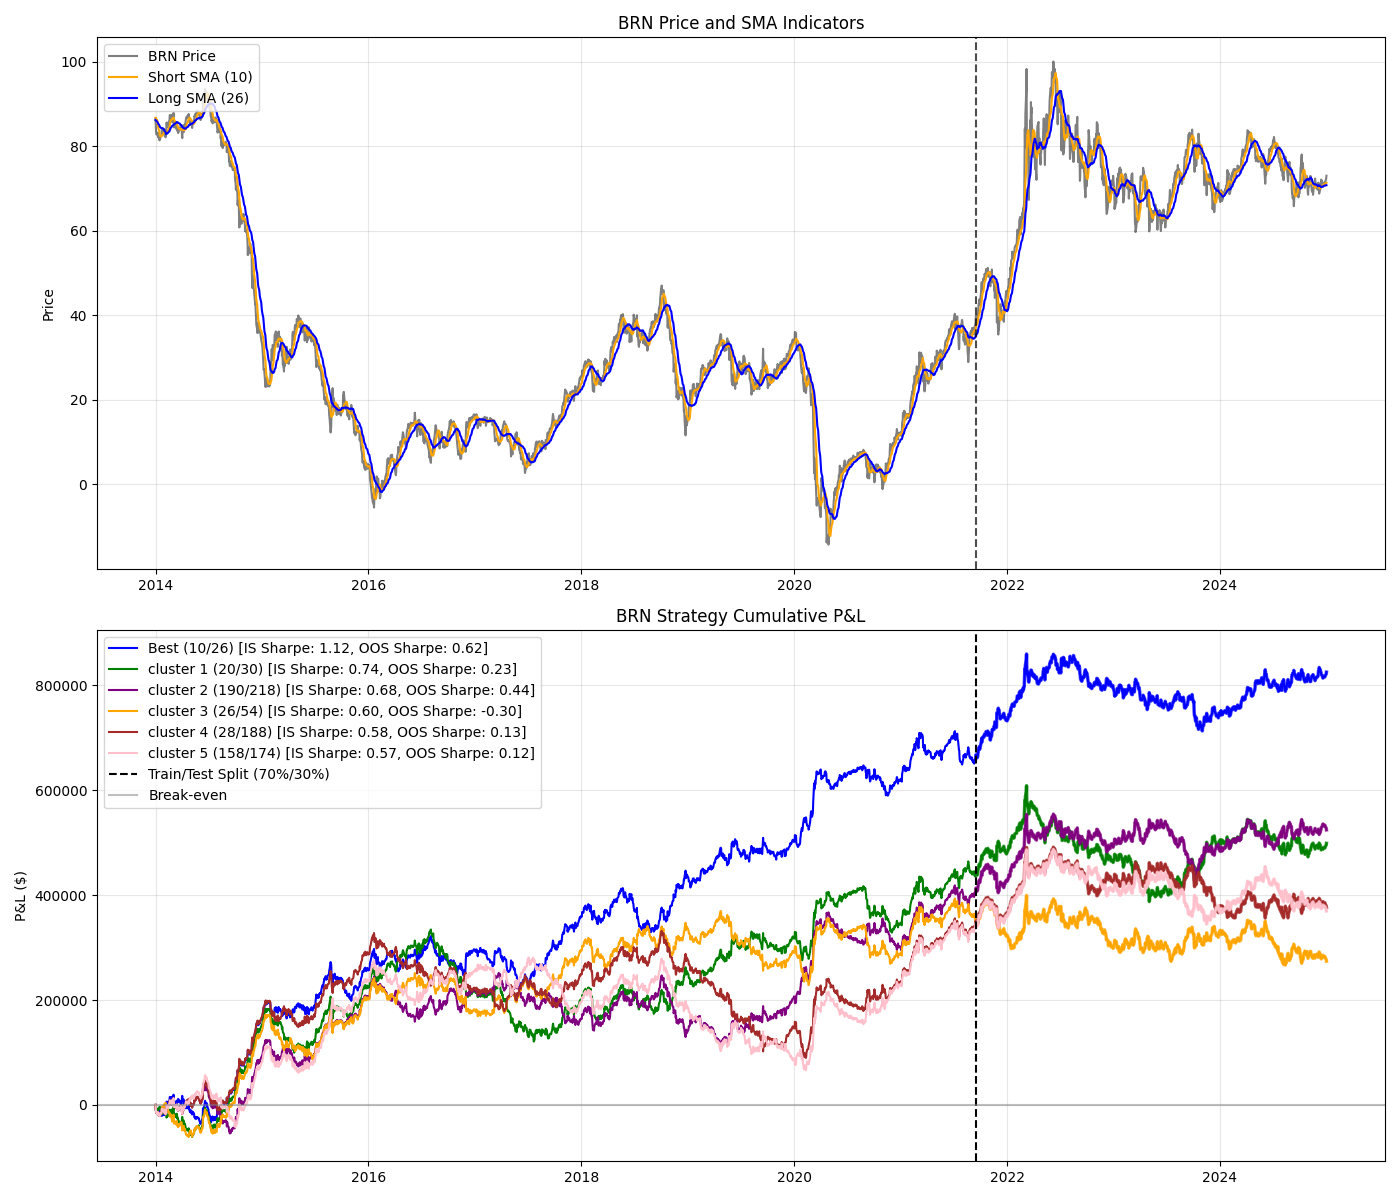 BRN Price and SMA Indicators
BRN Price
Short SMA (10)
Long SMA (26)
Price
100
80
60
40
20
0
2014 2016 2018 2020 2022 2024
BRN Strategy Cumulative P&L
Best (10/26) [IS Sharpe: 1.12, OOS Sharpe: 0.62]
cluster 1 (20/30) [IS Sharpe: 0.74, OOS Sharpe: 0.23]
cluster 2 (190/218) [IS Sharpe: 0.68, OOS Sharpe: 0.44]
cluster 3 (26/54) [IS Sharpe: 0.60, OOS Sharpe: -0.30]
cluster 4 (28/188) [IS Sharpe: 0.58, OOS Sharpe: 0.13]
cluster 5 (158/174) [IS Sharpe: 0.57, OOS Sharpe: 0.12]
Train/Test Split (70%/30%)
Break-even
P&L ($)
800000
600000
400000
200000
0
2014 2016 2018 2020 2022 2024